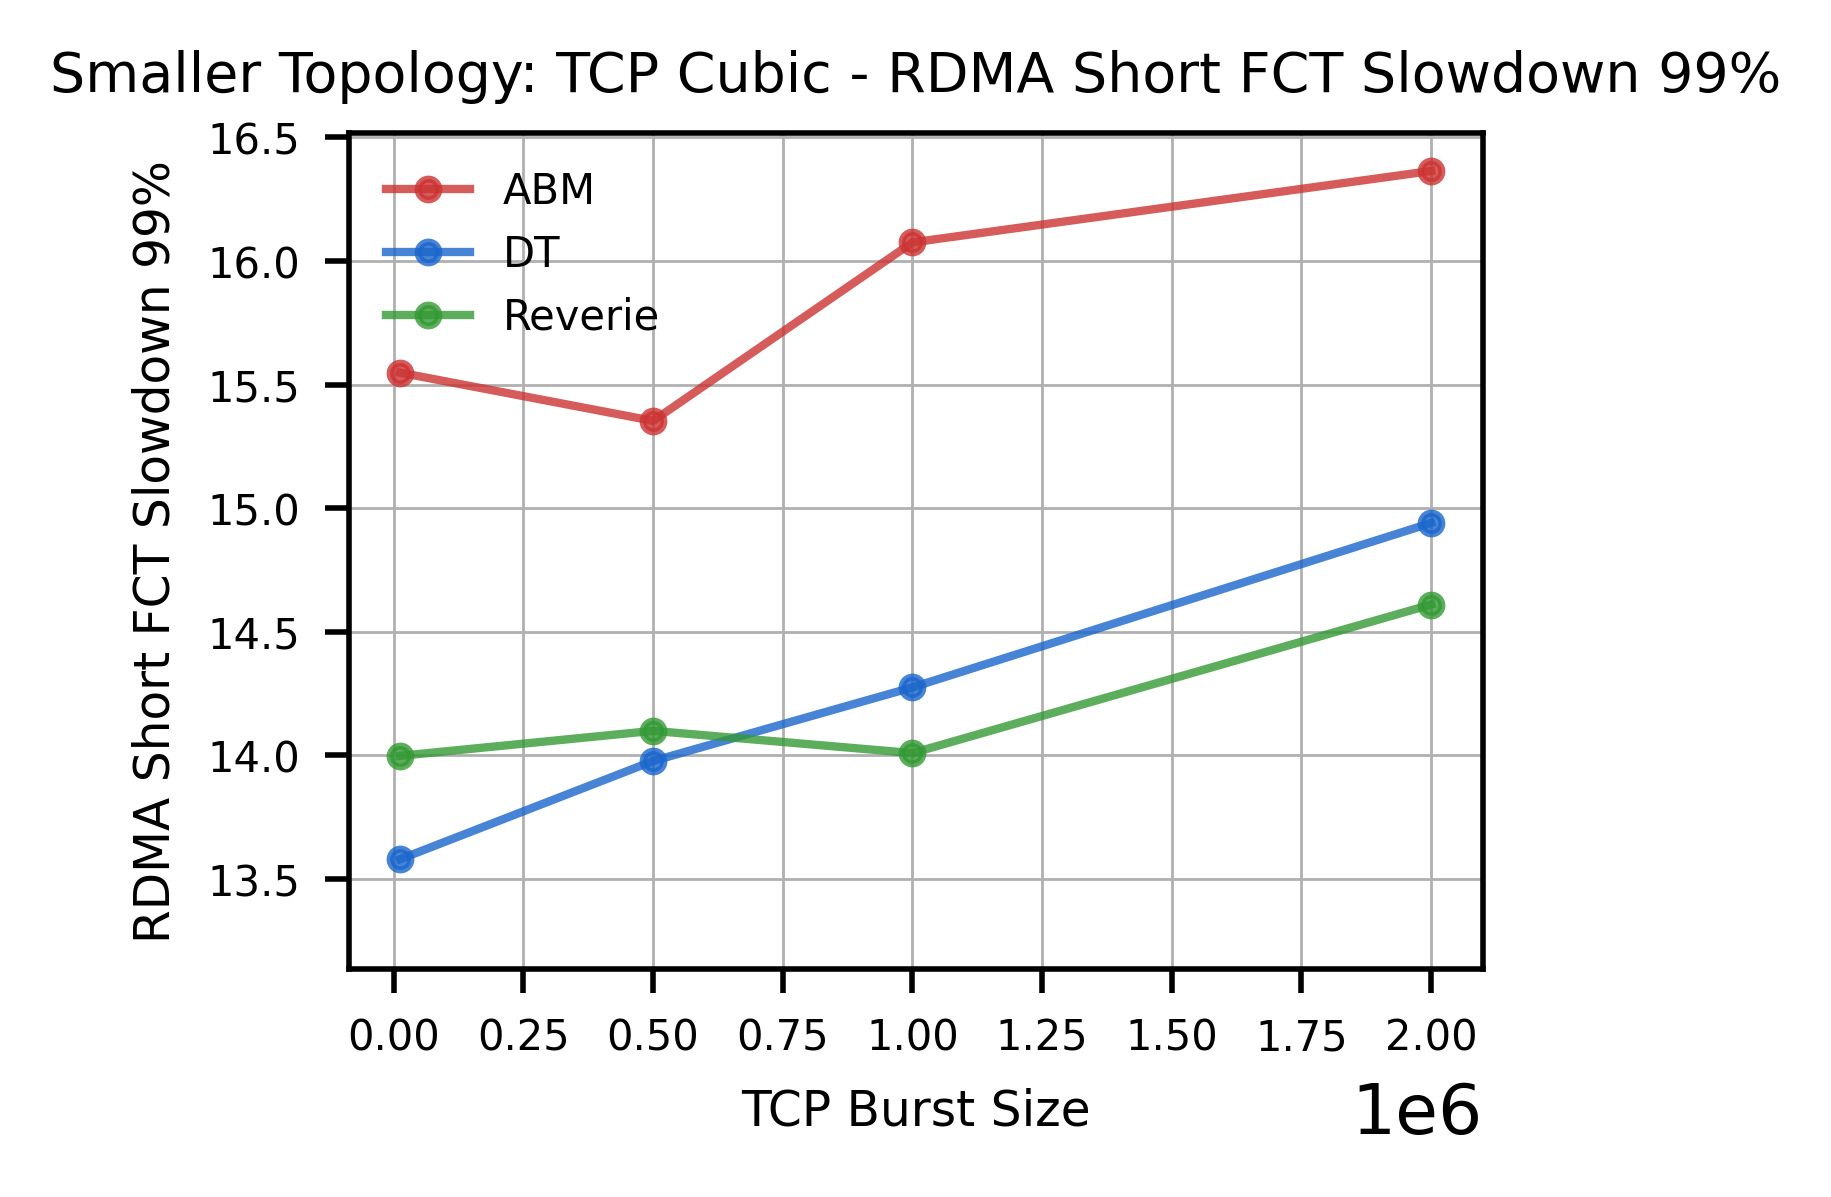 Smaller Topology: TCP Cubic - RDMA Short FCT Slowdown 99%
RDMA Short FCT Slowdown 99%
16.5
16.0
15.5
15.0
14.5
14.0
13.5
ABM
DT
Reverie
0.00 0.25 0.50 0.75 1.00 1.25 1.50 1.75 2.00
TCP Burst Size
1e6